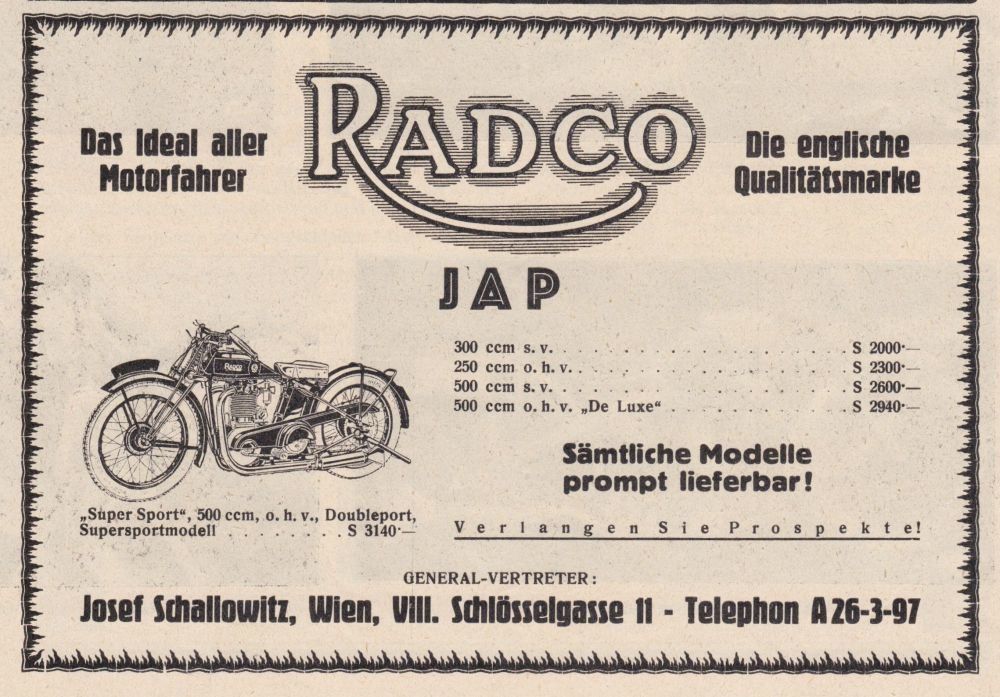 RADCO
Das Ideal aller
Motorfahrer
Die englische
Qualitätsmarke
JAP
300 ccm s. v. . . . . . . . . . . . . . . . . . . . S 2000·—
250 ccm o. h. v. . . . . . . . . . . . . . . . . . . S 2300·—
500 ccm s. v. . . . . . . . . . . . . . . . . . . . S 2600·—
500 ccm o. h. v. „De Luxe“ . . . . . . . . . . . . S 2940·—
RADCO
Sämtliche Modelle
prompt lieferbar!
„Super Sport“, 500 ccm, o. h. v., Doubleport,
Supersportmodell . . . . . . . . S 3140·—
Verlangen Sie Prospekte!
GENERAL-VERTRETER:
Josef Schallowitz, Wien, VIII. Schlösselgasse 11 - Telephon A 26-3-97